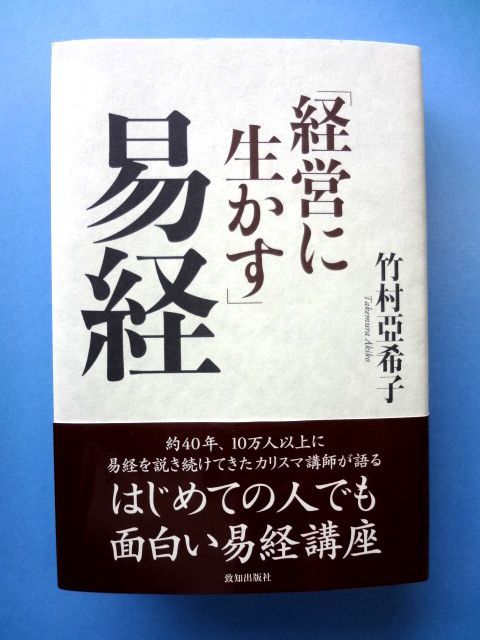 「経営に
生かす」
易経
竹村亞希子
Takemura Akiko
約40年、10万人以上に
易経を説き続けてきたカリスマ講師が語る
はじめての人でも
面白い易経講座
致知出版社